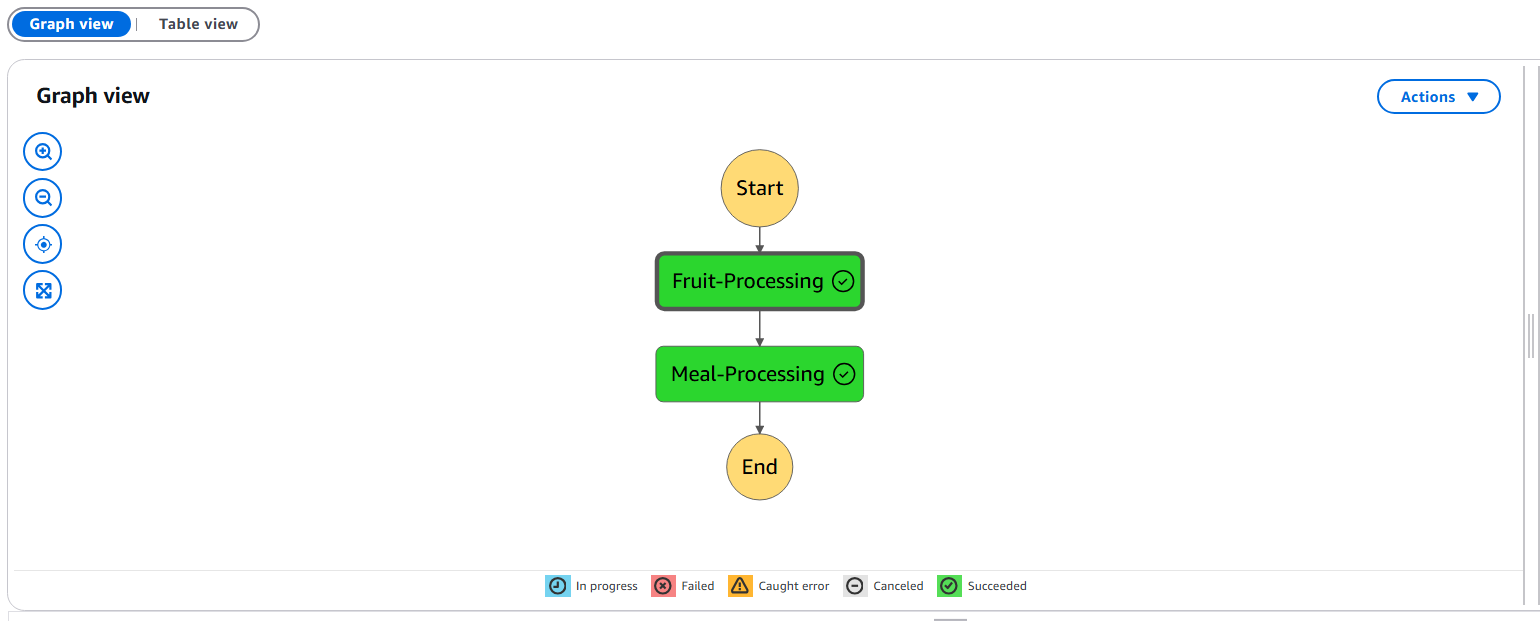 Graph view | Table view
Graph view
Actions
Start
Fruit-Processing
Meal-Processing
End
In progress Failed Caught error Canceled Succeeded